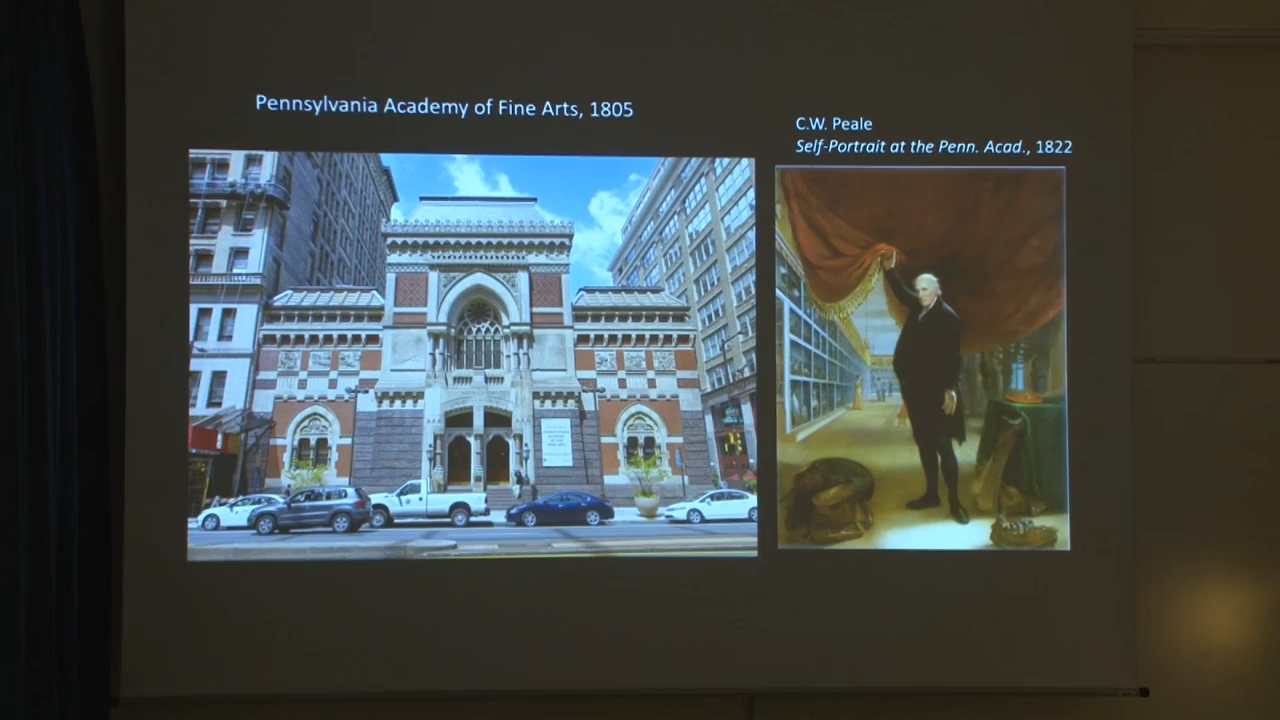 Pennsylvania Academy of Fine Arts, 1805
C.W. Peale
Self-Portrait at the Penn. Acad., 1822